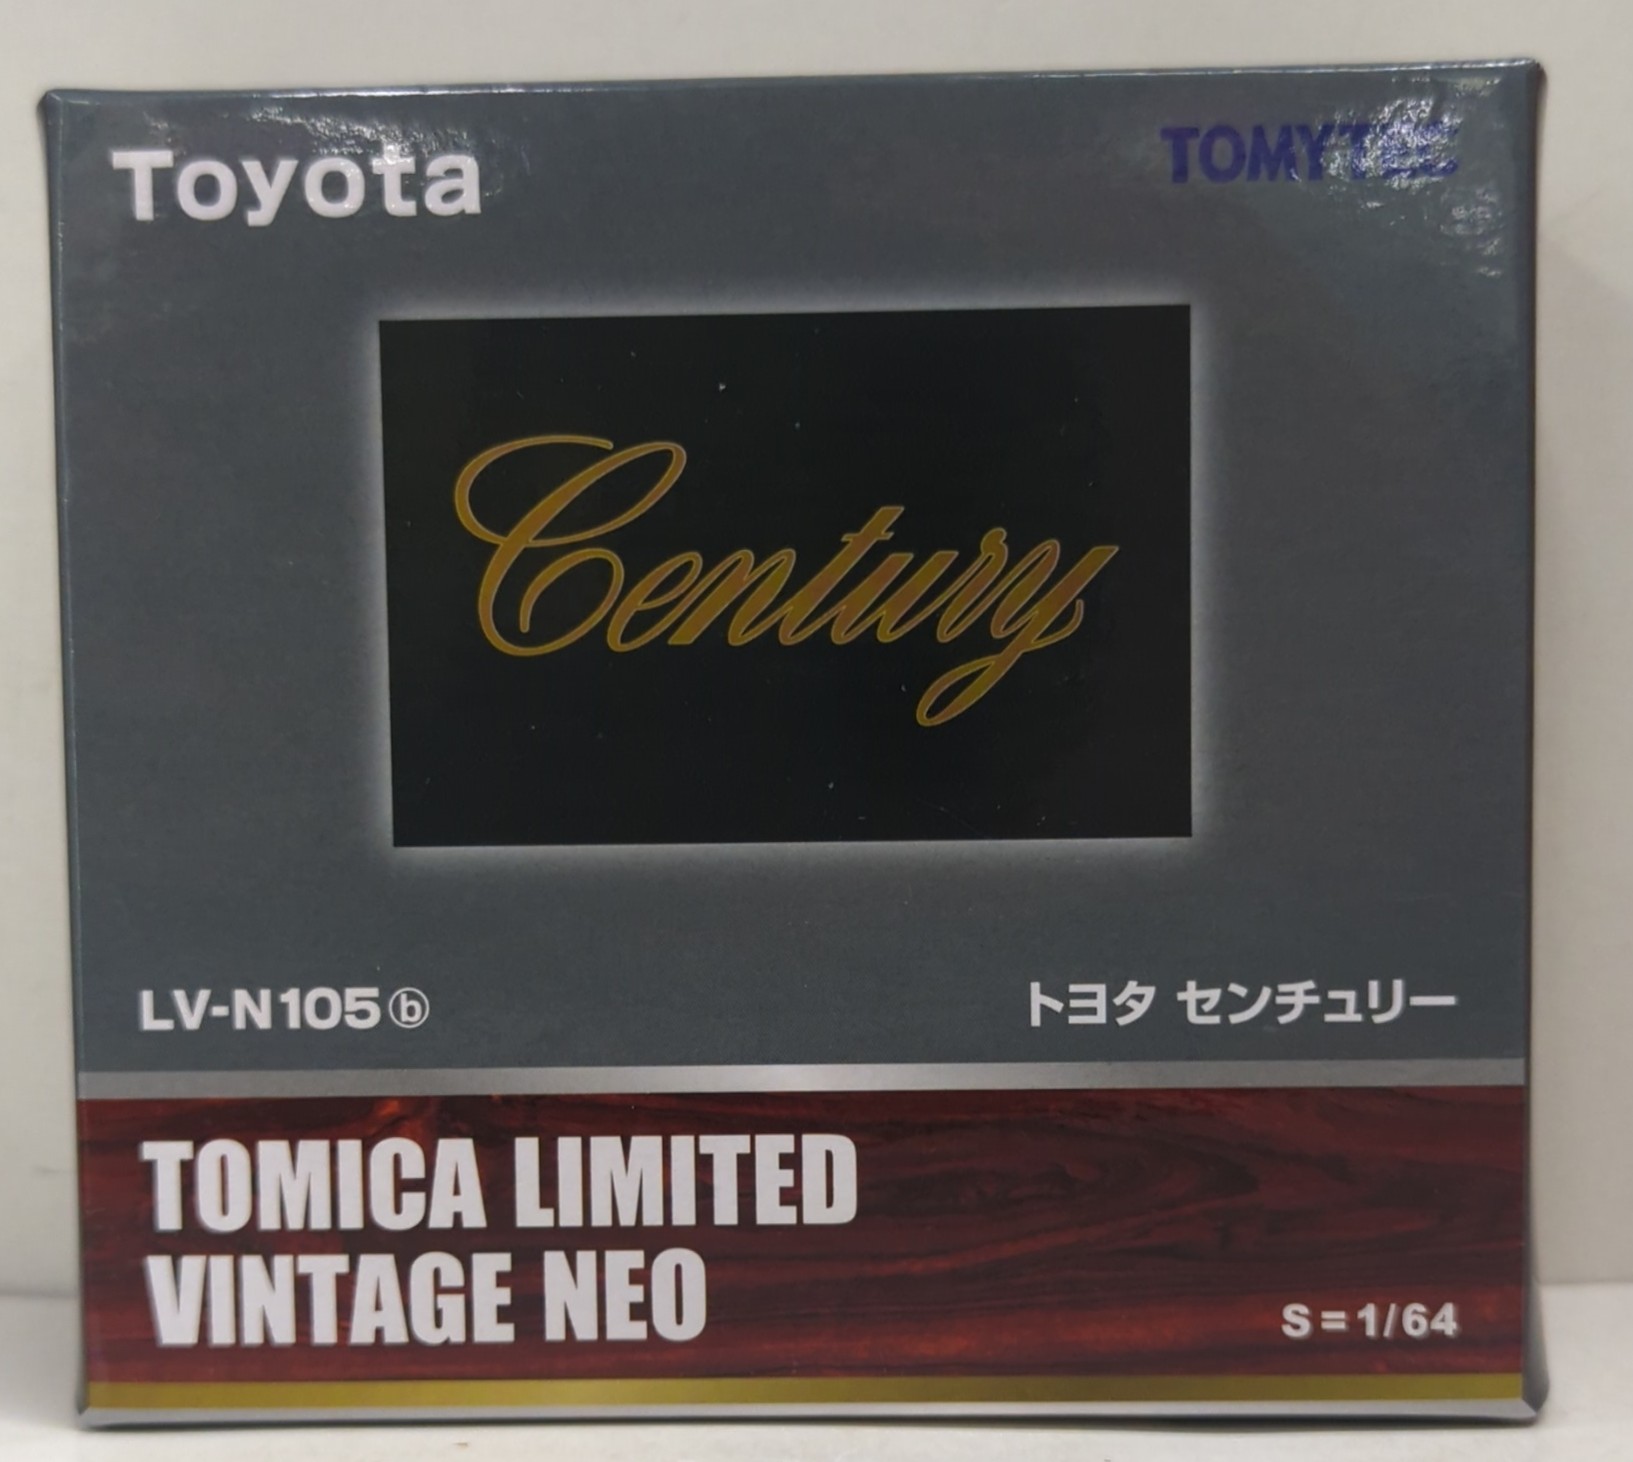 Toyota
TOMYTEC
Century
LV-N105ⓑ
トヨタ センチュリー
TOMICA LIMITED
VINTAGE NEO
S=1/64